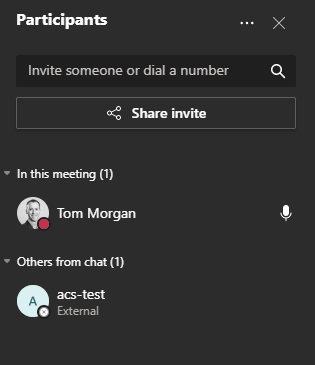 Participants
Invite someone or dial a number
Share invite
In this meeting (1)
Tom Morgan
Others from chat (1)
A
acs-test
External